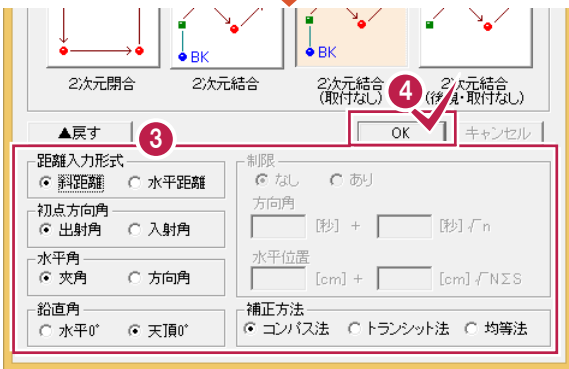 BK
BK
2次元閉合
2次元結合
2次元結合
(取付なし)
2次元結合
(後視・取付なし)
4
▲戻す
3
OK
キャンセル
距離入力形式
斜距離
水平距離
初点方向角
出射角
入射角
水平角
夾角
方向角
鉛直角
水平0°
天頂0°
制限
なし
あり
方向角
[秒] +
[秒]√n
水平位置
[cm] +
[cm]√NΣS
補正方法
コンパス法
トランシット法
均等法